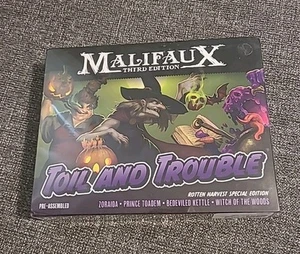 MALIFAUX
THIRD EDITION
TOIL AND TROUBLE
ROTTEN HARVEST SPECIAL EDITION
PRE-ASSEMBLED
ZORAIDA • PRINCE TOADEM • BEDEVILED KETTLE • WITCH OF THE WOODS